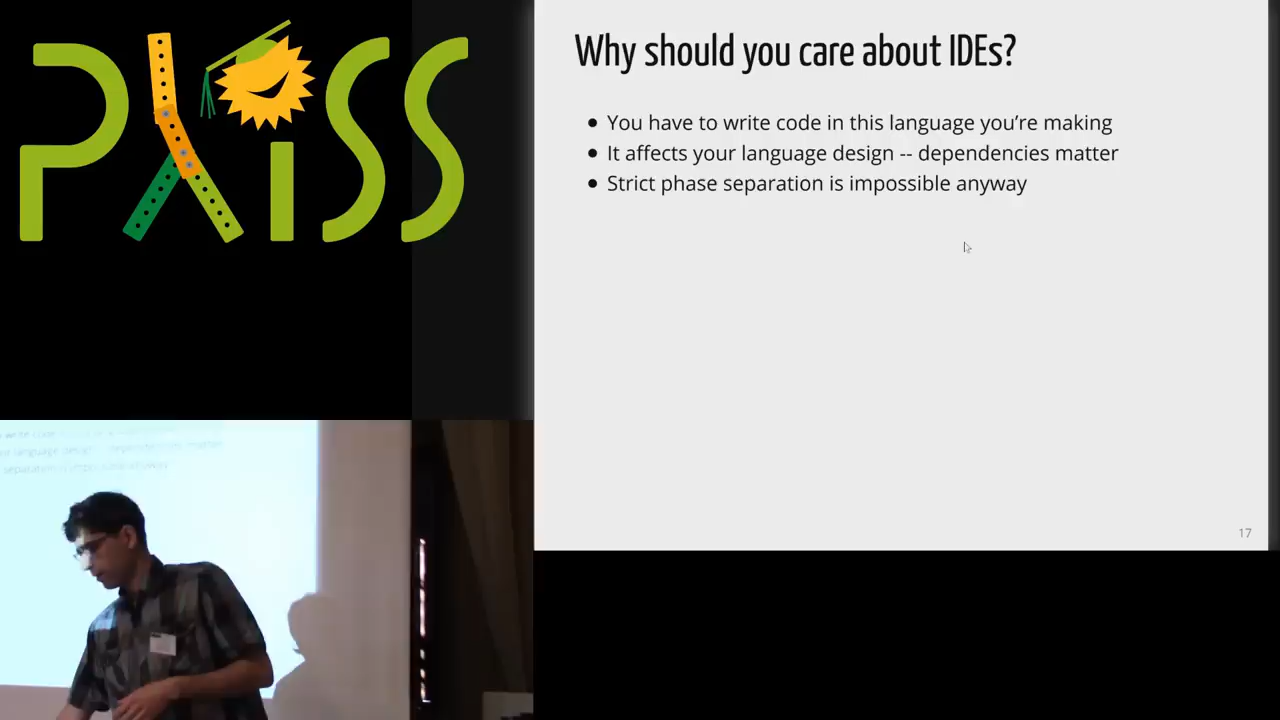 PLISS
Why should you care about IDEs?
• You have to write code in this language you're making
• It affects your language design -- dependencies matter
• Strict phase separation is impossible anyway
17